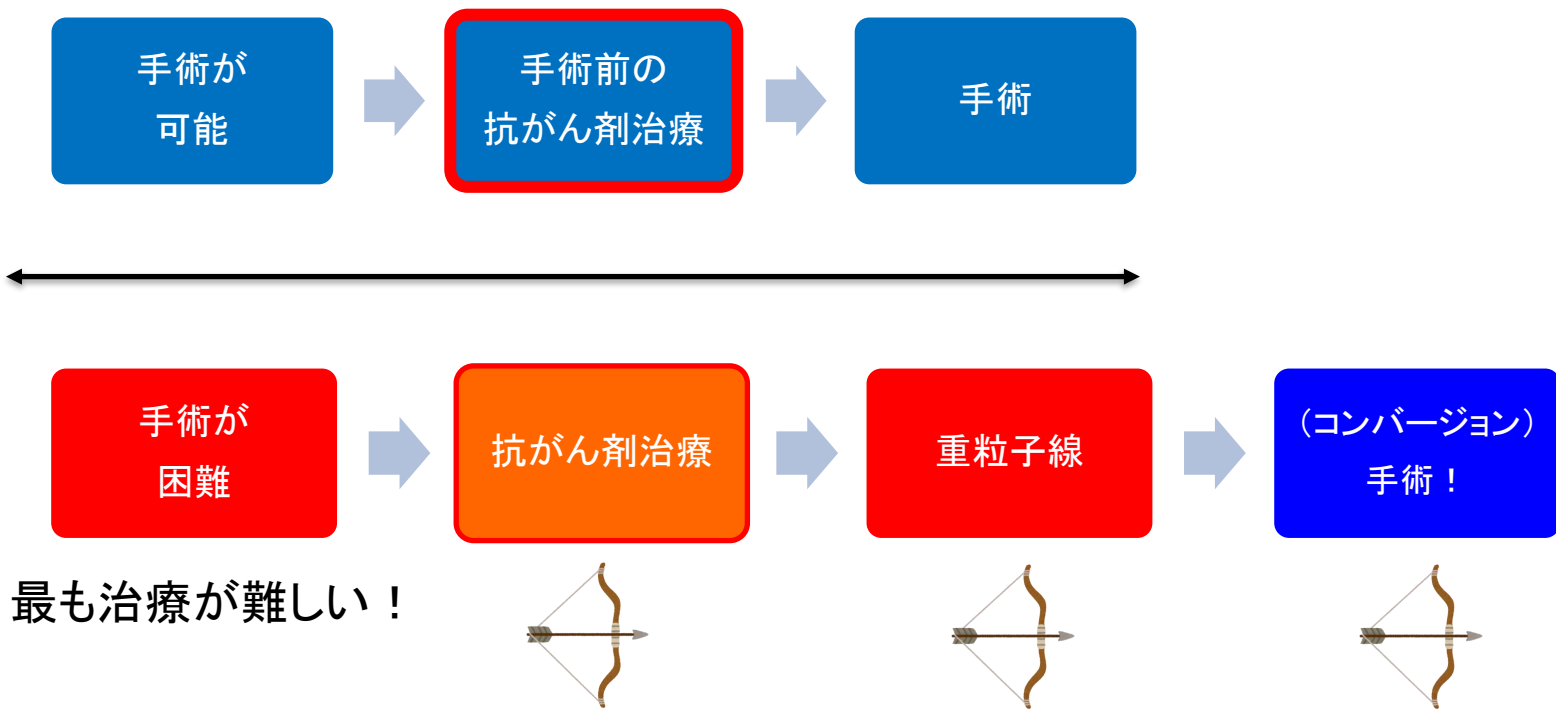 手術が
可能
手術前の
抗がん剤治療
手術
手術が
困難
抗がん剤治療
重粒子線
（コンバージョン）
手術！
最も治療が難しい！